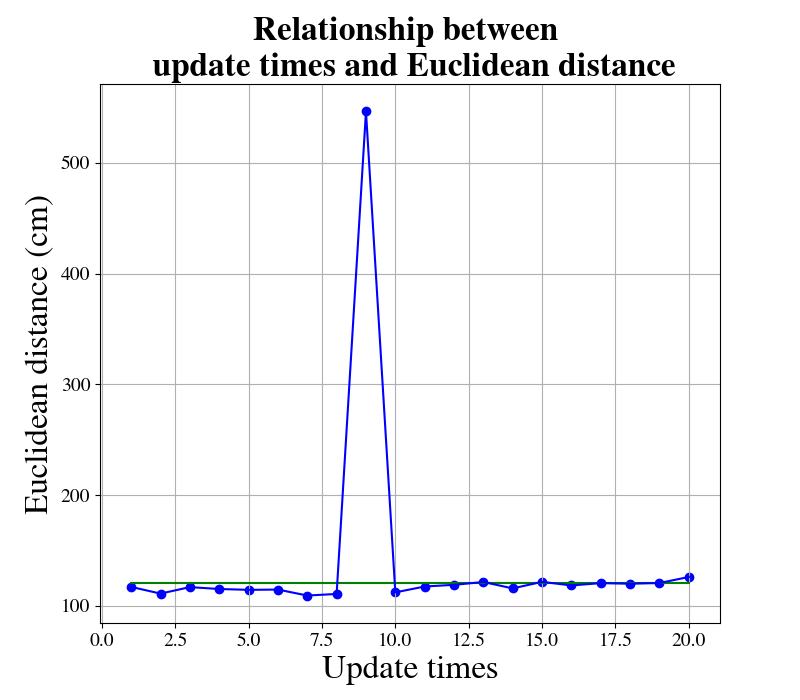 Relationship between
update times and Euclidean distance
Euclidean distance (cm)
500
400
300
200
100
0.0 2.5 5.0 7.5 10.0 12.5 15.0 17.5 20.0
Update times